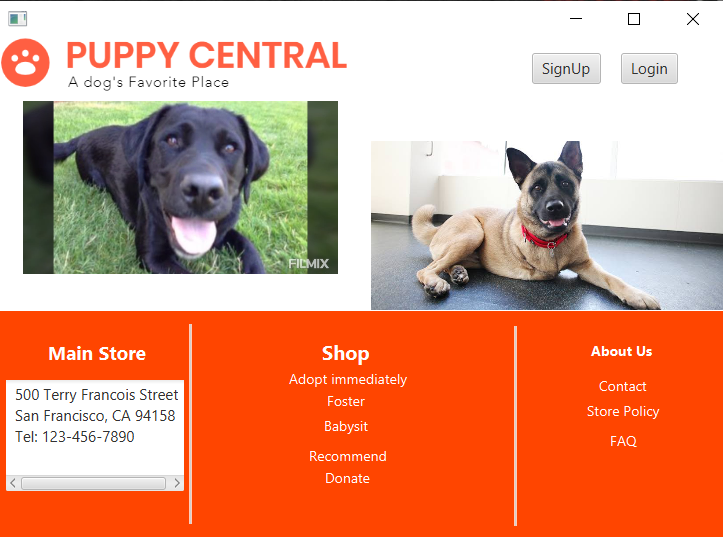 PUPPY CENTRAL
A dog's Favorite Place
SignUp
Login
FILMIX
Main Store
500 Terry Francois Street
San Francisco, CA 94158
Tel: 123-456-7890
Shop
Adopt immediately
Foster
Babysit
Recommend
Donate
About Us
Contact
Store Policy
FAQ